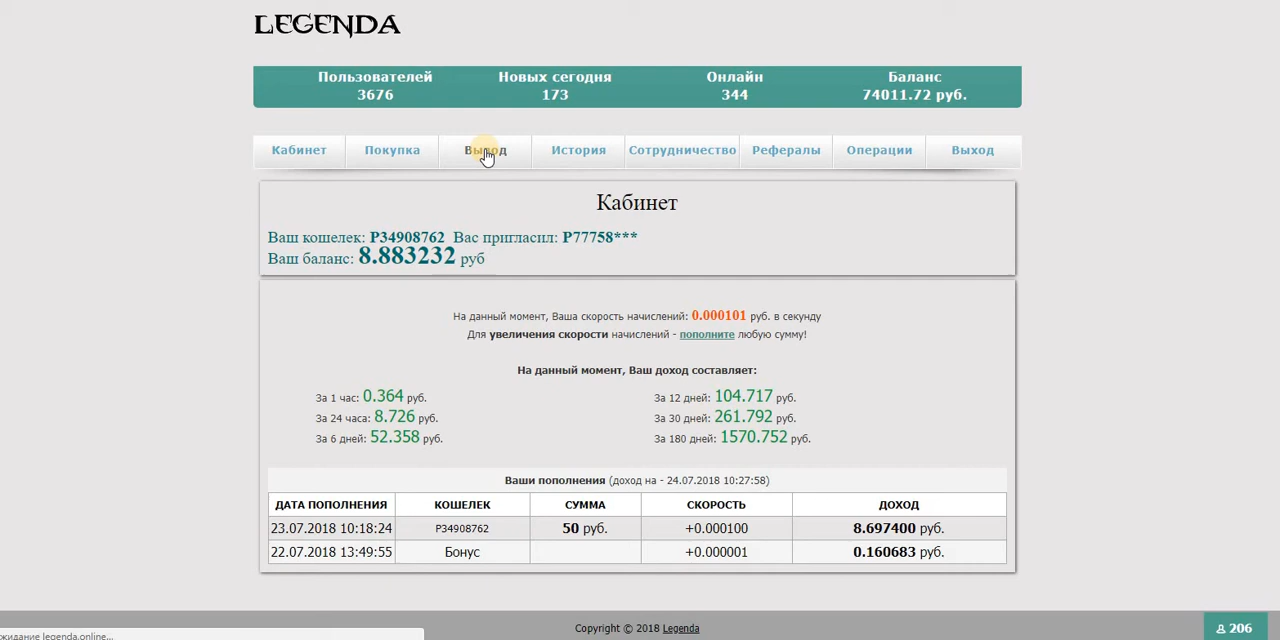 LEGENDA
Пользователей Новых сегодня Онлайн Баланс
3676 173 344 74011.72 руб.
Кабинет Покупка Выход История Сотрудничество Рефералы Операции Выход
Кабинет
Ваш кошелек: P34908762 Вас пригласил: P77758***
Ваш баланс: 8.883232 руб
На данный момент, Ваша скорость начислений: 0.000101 руб. в секунду
Для увеличения скорости начислений - пополните любую сумму!
На данный момент, Ваш доход составляет:
За 1 час: 0.364 руб. За 12 дней: 104.717 руб.
За 24 часа: 8.726 руб. За 30 дней: 261.792 руб.
За 6 дней: 52.358 руб. За 180 дней: 1570.752 руб.
Ваши пополнения (доход на - 24.07.2018 10:27:58)
ДАТА ПОПОЛНЕНИЯ КОШЕЛЕК СУММА СКОРОСТЬ ДОХОД
23.07.2018 10:18:24 P34908762 50 руб. +0.000100 8.697400 руб.
22.07.2018 13:49:55 Бонус +0.000001 0.160683 руб.
Copyright © 2018 Legenda 206
жидание legenda.online...